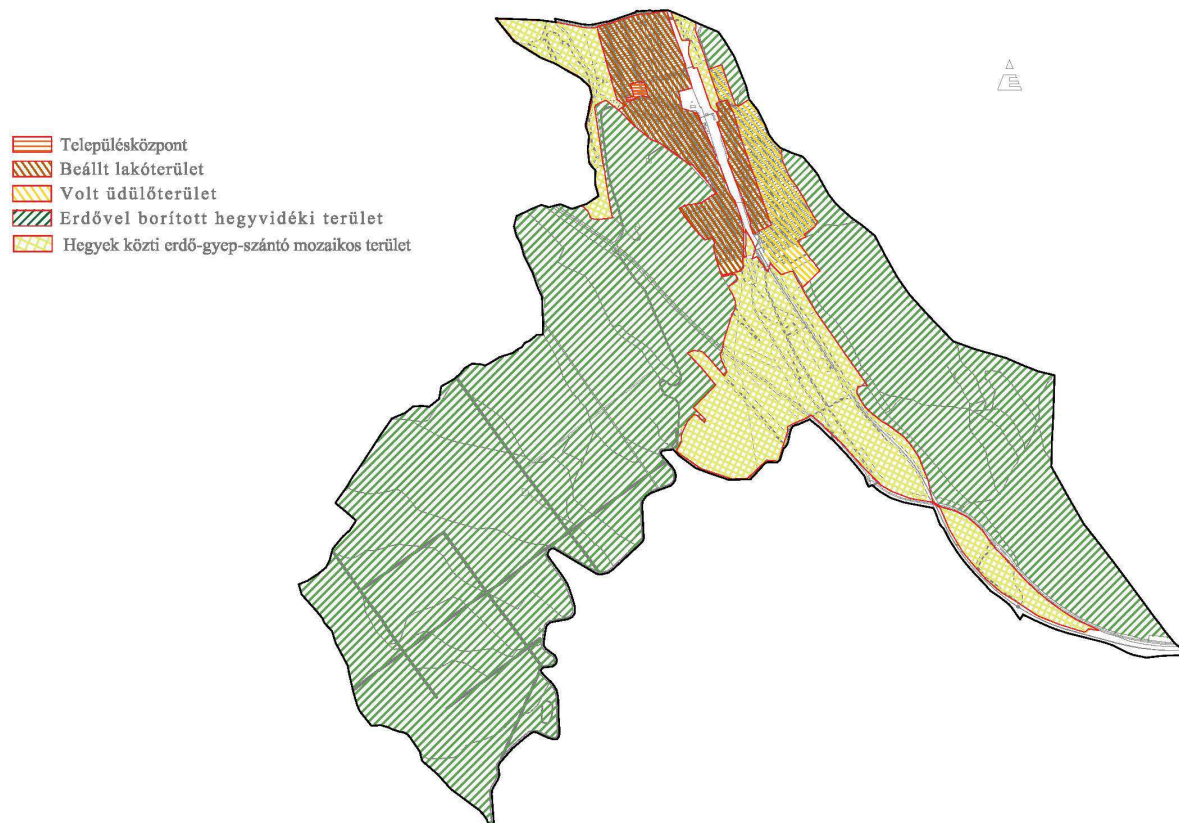 Településközpont
Beállt lakóterület
Volt üdülőterület
Erdővel borított hegyvidéki terület
Hegyek közti erdő-gyep-szántó mozaikos terület
É